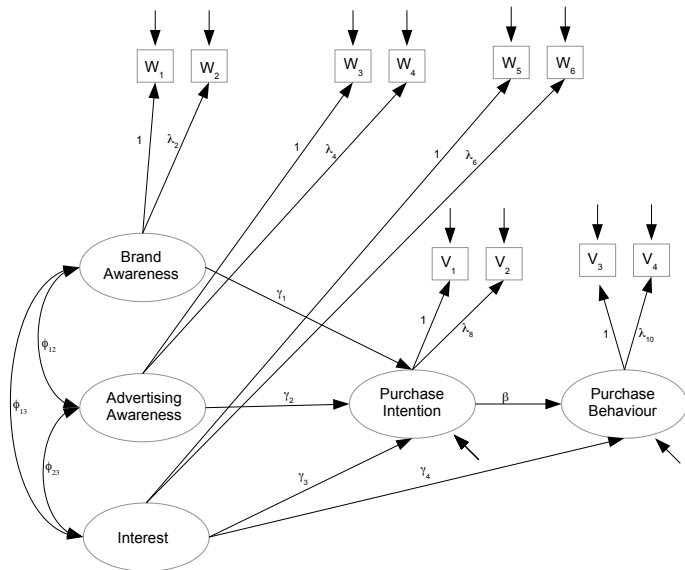 W₁ W₂ W₃ W₄ W₅ W₆
1 λ₂ 1 λ₄ 1 λ₆
Brand
Awareness
V₁ V₂ V₃ V₄
γ₁
1 λ₈ 1 λ₁₀
ϕ₁₂
ϕ₁₃
Advertising
Awareness
γ₂
Purchase
Intention
β
Purchase
Behaviour
ϕ₂₃
γ₃ γ₄
Interest